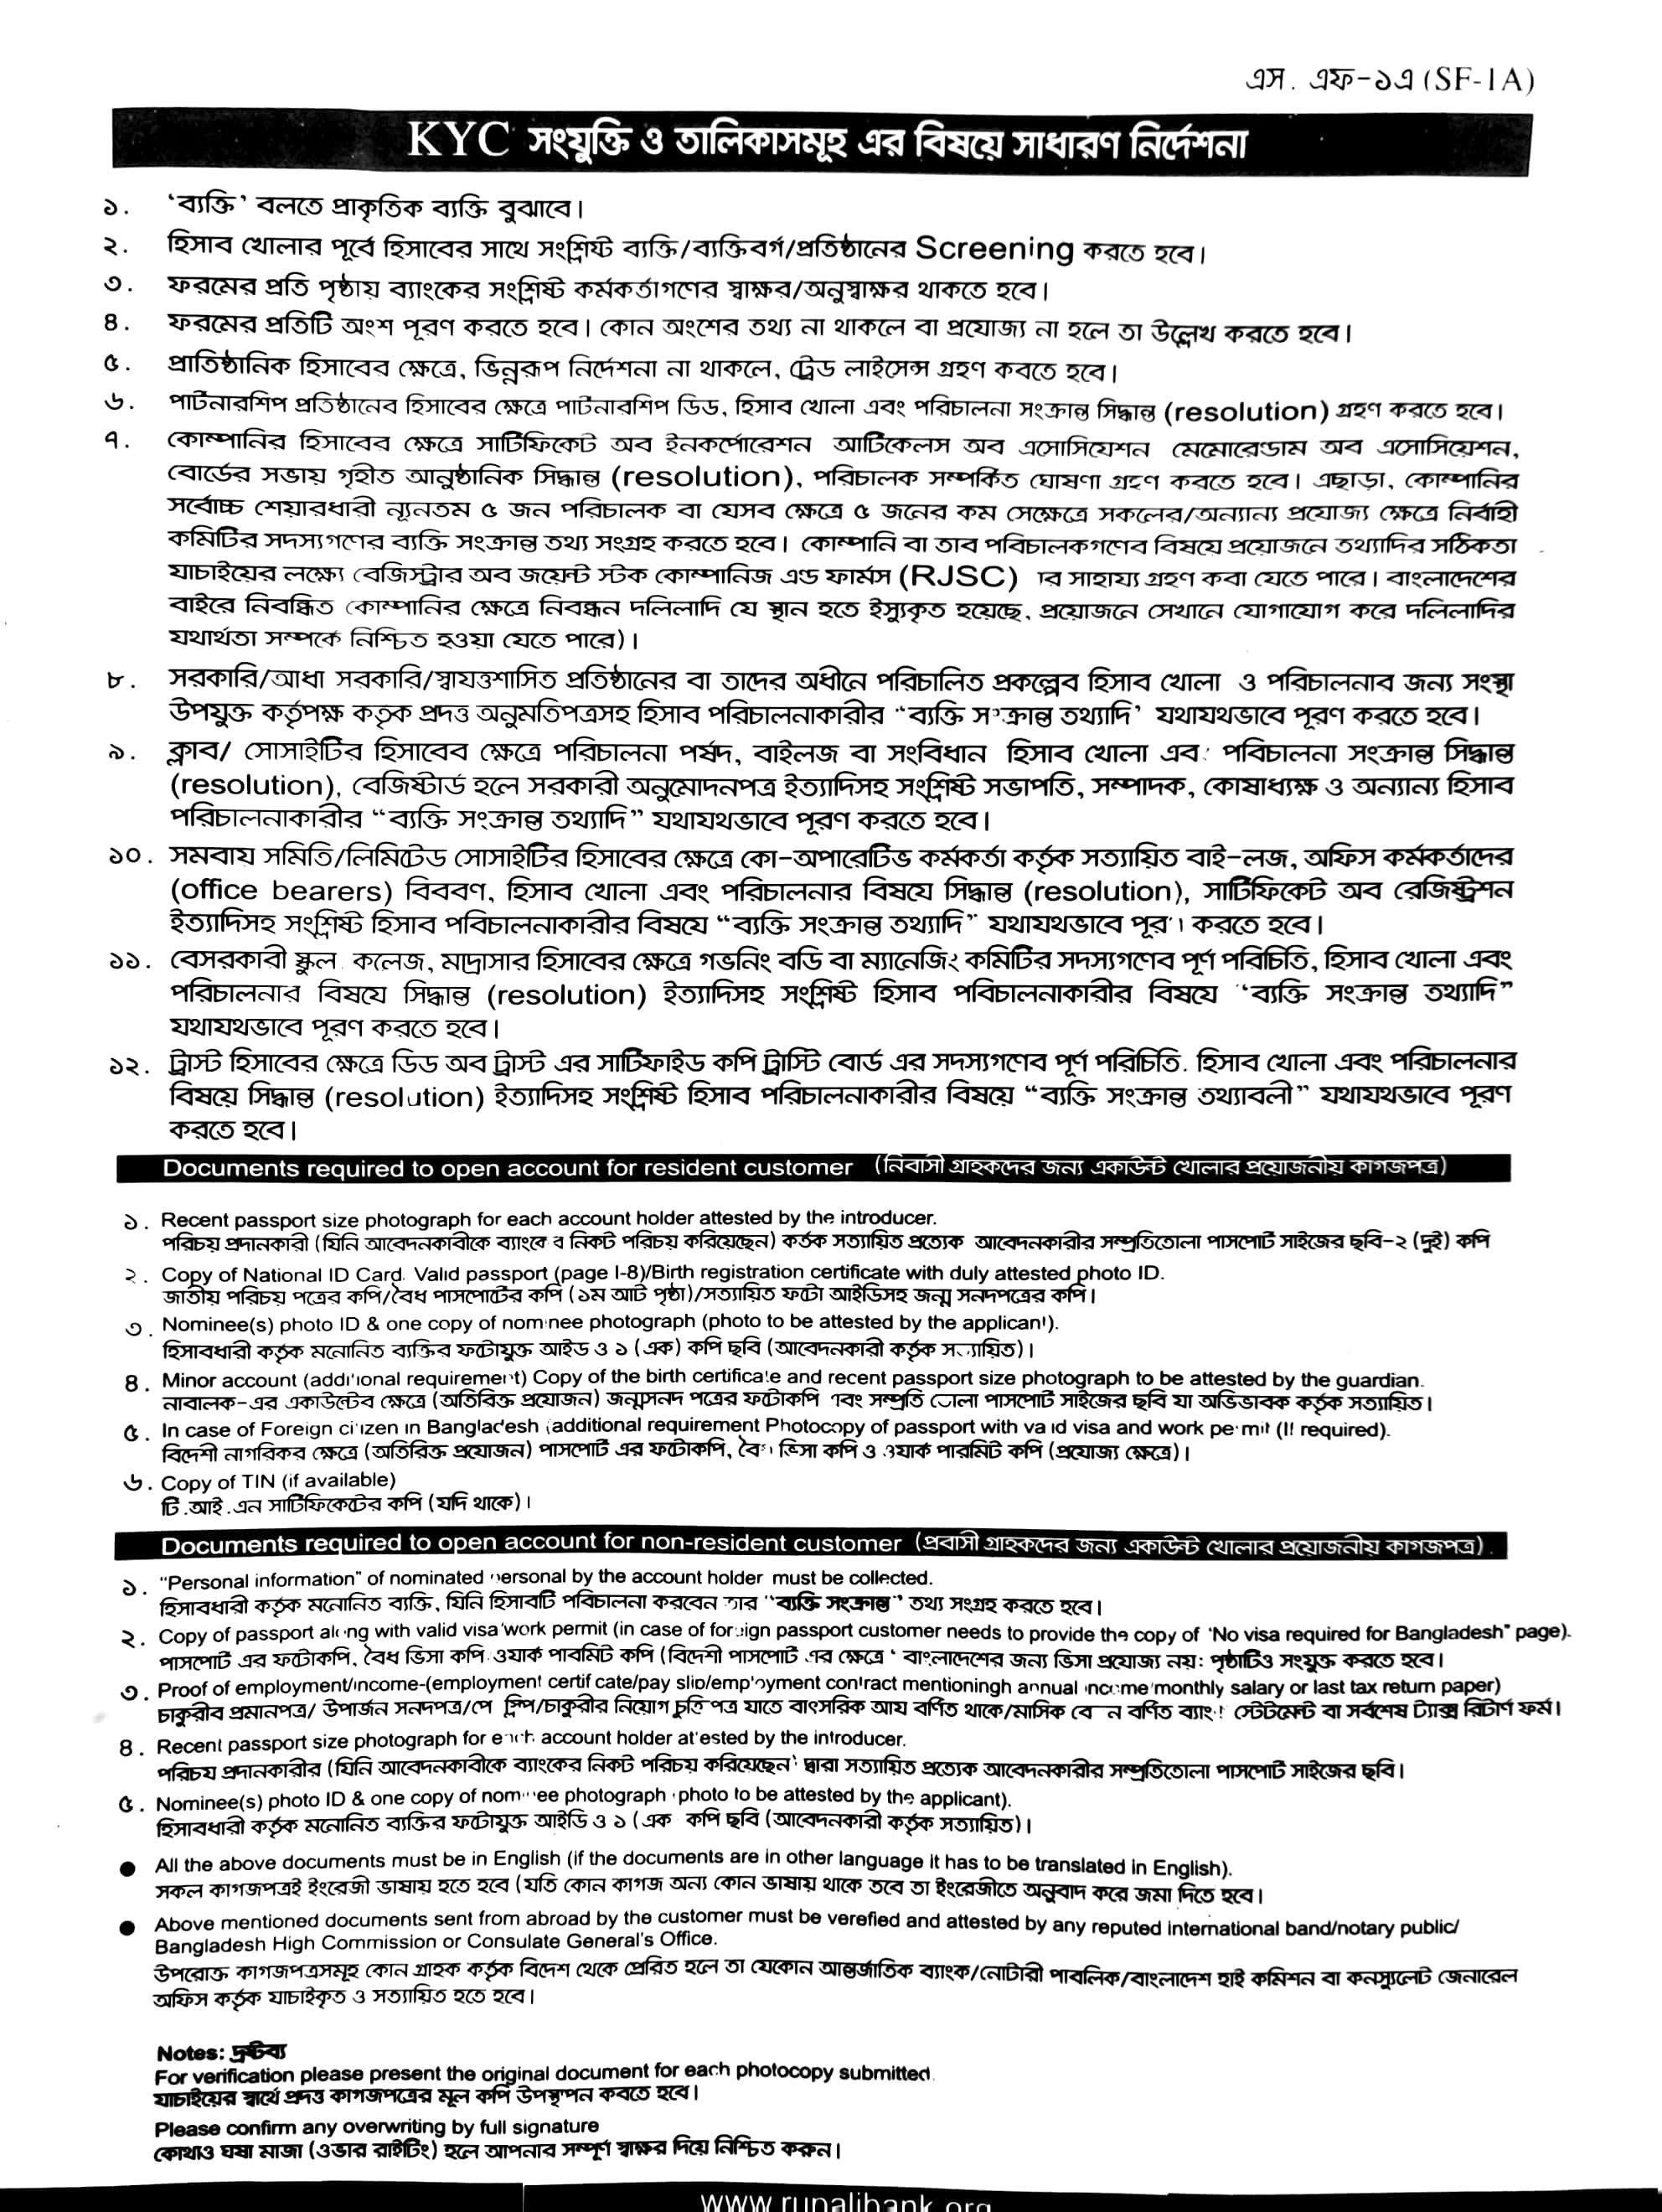 এস. এফ-১এ (SF-1A)
KYC সংযুক্তি ও তালিকাসমূহ এর বিষয়ে সাধারণ নির্দেশনা
১. ‘ব্যক্তি’ বলতে প্রাকৃতিক ব্যক্তি বুঝাবে।
২. হিসাব খোলার পূর্বে হিসাবের সাথে সংশ্লিষ্ট ব্যক্তি/ব্যক্তিবর্গ/প্রতিষ্ঠানের Screening করতে হবে।
৩. ফরমের প্রতি পৃষ্ঠায় ব্যাংকের সংশ্লিষ্ট কর্মকর্তাগণের স্বাক্ষর/অনুস্বাক্ষর থাকতে হবে।
৪. ফরমের প্রতিটি অংশ পূরণ করতে হবে। কোন অংশের তথ্য না থাকলে বা প্রযোজ্য না হলে তা উল্লেখ করতে হবে।
৫. প্রাতিষ্ঠানিক হিসাবের ক্ষেত্রে, ভিন্নরূপ নির্দেশনা না থাকলে, ট্রেড লাইসেন্স গ্রহণ করতে হবে।
৬. পার্টনারশিপ প্রতিষ্ঠানের হিসাবের ক্ষেত্রে পার্টনারশিপ ডিড, হিসাব খোলা এবং পরিচালনা সংক্রান্ত সিদ্ধান্ত (resolution) গ্রহণ করতে হবে।
৭. কোম্পানির হিসাবের ক্ষেত্রে সার্টিফিকেট অব ইনকর্পোরেশন আর্টিকেলস অব এসোসিয়েশন মেমোরেণ্ডাম অব এসোসিয়েশন,
বোর্ডের সভায় গৃহীত আনুষ্ঠানিক সিদ্ধান্ত (resolution), পরিচালক সম্পর্কিত ঘোষণা গ্রহণ করতে হবে। এছাড়া, কোম্পানির
সর্বোচ্চ শেয়ারধারী ন্যূনতম ৫ জন পরিচালক বা যেসব ক্ষেত্রে ৫ জনের কম সেক্ষেত্রে সকলের/অন্যান্য প্রযোজ্য ক্ষেত্রে নির্বাহী
কমিটির সদস্যগণের ব্যক্তি সংক্রান্ত তথ্য সংগ্রহ করতে হবে। কোম্পানি বা তার পরিচালকগণের বিষয়ে প্রয়োজনে তথ্যাদির সঠিকতা
যাচাইয়ের লক্ষ্যে রেজিস্ট্রার অব জয়েন্ট স্টক কোম্পানিজ এণ্ড ফার্মস (RJSC) সাহায্য গ্রহণ করা যেতে পারে। বাংলাদেশের
বাইরে নিবন্ধিত কোম্পানির ক্ষেত্রে নিবন্ধন দলিলাদি যে স্থান হতে ইস্যুকৃত হয়েছে, প্রয়োজনে সেখানে যোগাযোগ করে দলিলাদির
যথার্থতা সম্পর্কে নিশ্চিত হওয়া যেতে পারে)।
৮. সরকারি/আধা সরকারি/স্বায়ত্তশাসিত প্রতিষ্ঠানের বা তাদের অধীনে পরিচালিত প্রকল্পের হিসাব খোলা ও পরিচালনার জন্য সংস্থা
উপযুক্ত কর্তৃপক্ষ কতৃক প্রদত্ত অনুমতিপত্রসহ হিসাব পরিচালনাকারীর “ব্যক্তি সংক্রান্ত তথ্যাদি’ যথাযথভাবে পূরণ করতে হবে।
৯. ক্লাব/ সোসাইটির হিসাবের ক্ষেত্রে পরিচালনা পর্ষদ, বাইলজ বা সংবিধান হিসাব খোলা এবং পরিচালনা সংক্রান্ত সিদ্ধান্ত
(resolution), রেজিষ্টার্ড হলে সরকারী অনুমোদনপত্র ইত্যাদিসহ সংশ্লিষ্ট সভাপতি, সম্পাদক, কোষাধ্যক্ষ ও অন্যান্য হিসাব
পরিচালনাকারীর “ব্যক্তি সংক্রান্ত তথ্যাদি” যথাযথভাবে পূরণ করতে হবে।
১০. সমবায় সমিতি/লিমিটেড সোসাইটির হিসাবের ক্ষেত্রে কো-অপারেটিভ কর্মকর্তা কর্তৃক সত্যায়িত বাই-লজ, অফিস কর্মকর্তাদের
(office bearers) বিবরণ, হিসাব খোলা এবং পরিচালনার বিষয়ে সিদ্ধান্ত (resolution), সার্টিফিকেট অব রেজিষ্ট্রশন
ইত্যাদিসহ সংশ্লিষ্ট হিসাব পরিচালনাকারীর বিষয়ে “ব্যক্তি সংক্রান্ত তথ্যাদি” যথাযথভাবে পূরণ করতে হবে।
১১. বেসরকারী স্কুল কলেজ, মাদ্রাসার হিসাবের ক্ষেত্রে গভর্নিং বডি বা ম্যানেজিং কমিটির সদস্যগণের পূর্ণ পরিচিতি, হিসাব খোলা এবং
পরিচালনার বিষয়ে সিদ্ধান্ত (resolution) ইত্যাদিসহ সংশ্লিষ্ট হিসাব পরিচালনাকারীর বিষয়ে “ব্যক্তি সংক্রান্ত তথ্যাদি”
যথাযথভাবে পূরণ করতে হবে।
১২. ট্রাস্ট হিসাবের ক্ষেত্রে ডিড অব ট্রাস্ট এর সার্টিফাইড কপি ট্রাস্টি বোর্ড এর সদস্যগণের পূর্ণ পরিচিতি. হিসাব খোলা এবং পরিচালনার
বিষয়ে সিদ্ধান্ত (resolution) ইত্যাদিসহ সংশ্লিষ্ট হিসাব পরিচালনাকারীর বিষয়ে “ব্যক্তি সংক্রান্ত তথ্যাবলী” যথাযথভাবে পূরণ
করতে হবে।
Documents required to open account for resident customer (নিবাসী গ্রাহকদের জন্য একাউন্ট খোলার প্রয়োজনীয় কাগজপত্র)
১. Recent passport size photograph for each account holder attested by the introducer.
পরিচয় প্রদানকারী (যিনি আবেদনকারীকে ব্যাংকের নিকট পরিচয় করিয়েছেন) কর্তৃক সত্যায়িত প্রত্যেক আবেদনকারীর সম্প্রতিতোলা পাসপোর্ট সাইজের ছবি-২ (দুই) কপি
২. Copy of National ID Card. Valid passport (page I-8)/Birth registration certificate with duly attested photo ID.
জাতীয় পরিচয় পত্রের কপি/বৈধ পাসপোর্টের কপি (১ম আট পৃষ্ঠা)/সত্যায়িত ফটো আইডিসহ জন্ম সনদপত্রের কপি।
৩. Nominee(s) photo ID & one copy of nominee photograph (photo to be attested by the applicant).
হিসাবধারী কর্তৃক মনোনিত ব্যক্তির ফটোযুক্ত আইড ও ১ (এক) কপি ছবি (আবেদনকারী কর্তৃক সত্যায়িত)।
৪. Minor account (additional requirement) Copy of the birth certificate and recent passport size photograph to be attested by the guardian.
নাবালক-এর একাউন্টের ক্ষেত্রে (অতিরিক্ত প্রয়োজন) জন্মসনদ পত্রের ফটোকপি এবং সম্প্রতি তোলা পাসপোর্ট সাইজের ছবি যা অভিভাবক কর্তৃক সত্যায়িত।
৫. In case of Foreign citizen in Bangladesh (additional requirement Photocopy of passport with valid visa and work permit (If required).
বিদেশী নাগরিকর ক্ষেত্রে (অতিরিক্ত প্রয়োজন) পাসপোর্ট এর ফটোকপি, বৈধ ভিসা কপি ও ওয়ার্ক পারমিট কপি (প্রযোজ্য ক্ষেত্রে)।
৬. Copy of TIN (if available)
টি.আই.এন সার্টিফিকেটের কপি (যদি থাকে)।
Documents required to open account for non-resident customer (প্রবাসী গ্রাহকদের জন্য একাউন্ট খোলার প্রয়োজনীয় কাগজপত্র).
১. “Personal information” of nominated personal by the account holder must be collected.
হিসাবধারী কর্তৃক মনোনিত ব্যক্তি, যিনি হিসাবটি পরিচালনা করবেন তার “ব্যক্তি সংক্রান্ত” তথ্য সংগ্রহ করতে হবে।
২. Copy of passport along with valid visa/work permit (in case of foreign passport customer needs to provide the copy of ‘No visa required for Bangladesh” page).
পাসপোর্ট এর ফটোকপি, বৈধ ভিসা কপি ওয়ার্ক পারমিট কপি (বিদেশী পাসপোর্ট এর ক্ষেত্রে ‘ বাংলাদেশের জন্য ভিসা প্রযোজ্য নয়: পৃষ্ঠাটিও সংযুক্ত করতে হবে।
৩. Proof of employment/income-(employment certificate/pay slip/employment contract mentioningh annual income/monthly salary or last tax return paper)
চাকুরীর প্রমানপত্র/ উপার্জন সনদপত্র/পে স্লিপ/চাকুরীর নিয়োগ চুক্তিপত্র যাতে বাৎসরিক আয় বর্ণিত থাকে/মাসিক বেতন বর্ণিত ব্যাংক স্টেটমেন্ট বা সর্বশেষ ট্যাক্স রিটার্ণ ফর্ম।
৪. Recent passport size photograph for each account holder attested by the introducer.
পরিচয় প্রদানকারীর (যিনি আবেদনকারীকে ব্যাংকের নিকট পরিচয় করিয়েছেন) দ্বারা সত্যায়িত প্রত্যেক আবেদনকারীর সম্প্রতিতোলা পাসপোর্ট সাইজের ছবি।
৫. Nominee(s) photo ID & one copy of nominee photograph (photo to be attested by the applicant).
হিসাবধারী কর্তৃক মনোনিত ব্যক্তির ফটোযুক্ত আইডি ও ১ (এক কপি ছবি (আবেদনকারী কর্তৃক সত্যায়িত)।
● All the above documents must be in English (if the documents are in other language it has to be translated in English).
সকল কাগজপত্রই ইংরেজী ভাষায় হতে হবে (যতি কোন কাগজ অন্য কোন ভাষায় থাকে তবে তা ইংরেজীতে অনুবাদ করে জমা দিতে হবে।
● Above mentioned documents sent from abroad by the customer must be verefied and attested by any reputed international band/notary public/
Bangladesh High Commission or Consulate General's Office.
উপরোক্ত কাগজপত্রসমূহ কোন গ্রাহক কর্তৃক বিদেশ থেকে প্রেরিত হলে তা যেকোন আন্তর্জাতিক ব্যাংক/নোটারী পাবলিক/বাংলাদেশ হাই কমিশন বা কনস্যুলেট জেনারেল
অফিস কর্তৃক যাচাইকৃত ও সত্যায়িত হতে হবে।
Notes: দ্রষ্টব্য
For verification please present the original document for each photocopy submitted.
যাচাইয়ের স্বার্থে প্রদত্ত কাগজপত্রের মূল কপি উপস্থপন করতে হবে।
Please confirm any overwriting by full signature
কোথাও ঘষা মাজা (ওভার রাইটিং) হলে আপনার সম্পূর্ণ স্বাক্ষর দিয়ে নিশ্চিত করুন।
www.rupalibank.org